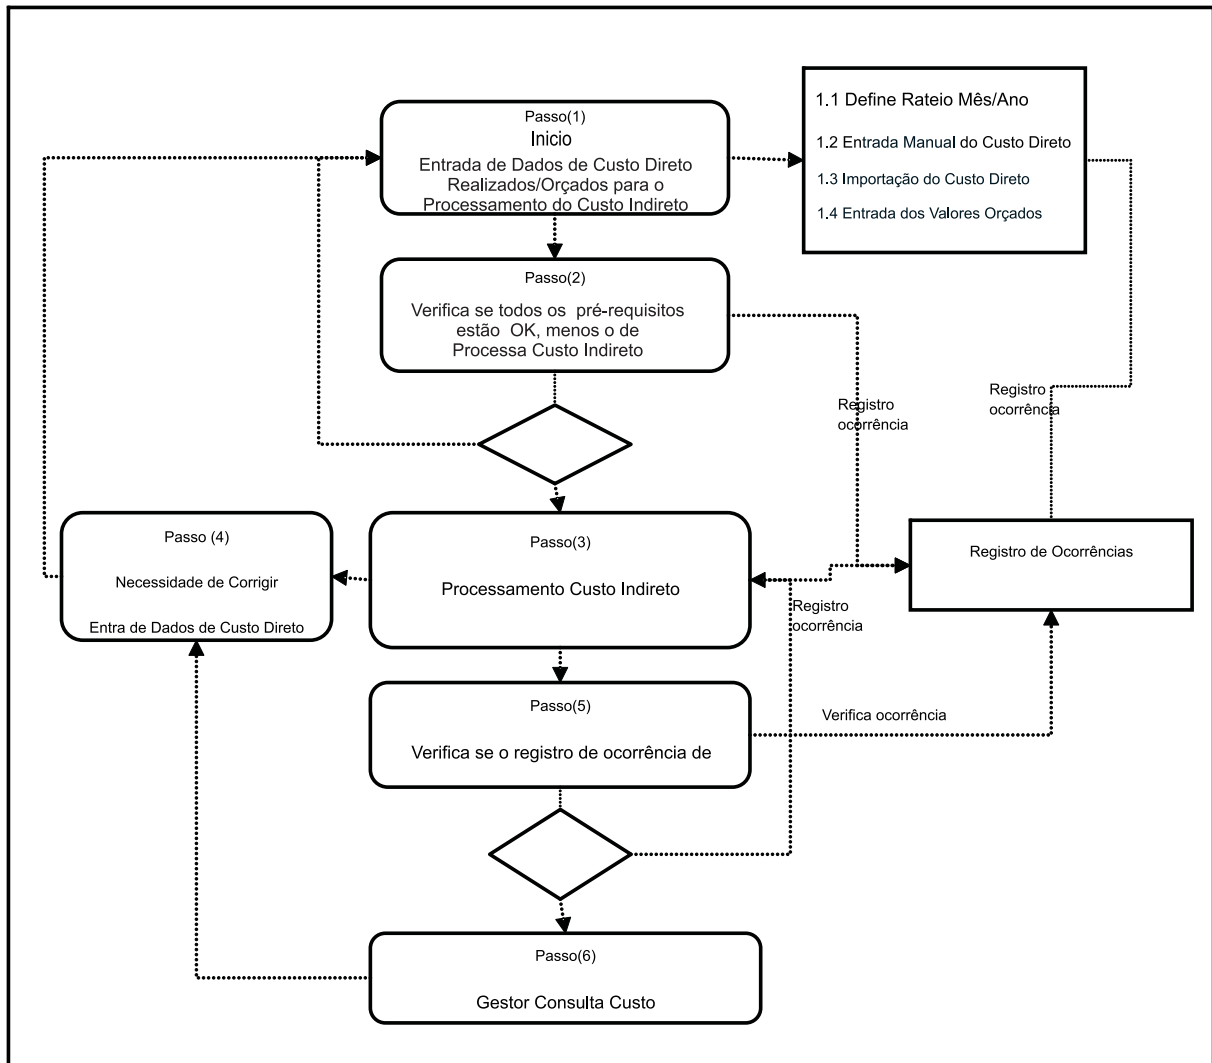 Passo(1)
Inicio
Entrada de Dados de Custo Direto
Realizados/Orçados para o
Processamento do Custo Indireto
1.1 Define Rateio Mês/Ano
1.2 Entrada Manual do Custo Direto
1.3 Importação do Custo Direto
1.4 Entrada dos Valores Orçados
Passo(2)
Verifica se todos os pré-requisitos
estão OK, menos o de
Processa Custo Indireto
Registro
ocorrência
Registro
ocorrência
Passo (4)
Necessidade de Corrigir
Entra de Dados de Custo Direto
Passo(3)
Processamento Custo Indireto
Registro
ocorrência
Registro de Ocorrências
Passo(5)
Verifica se o registro de ocorrência de
Verifica ocorrência
Passo(6)
Gestor Consulta Custo